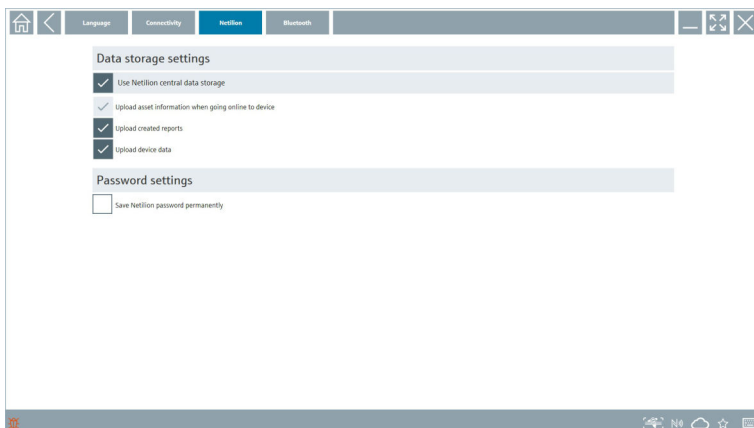 Language Connectivity Netilion Bluetooth
Data storage settings
Use Netilion central data storage
Upload asset information when going online to device
Upload created reports
Upload device data
Password settings
Save Netilion password permanently